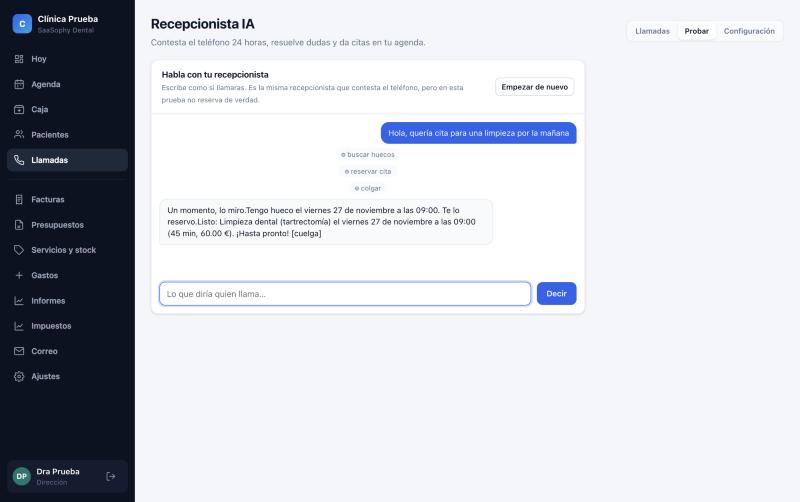 C
Clínica Prueba
SaaSophy Dental
Hoy
Agenda
Caja
Pacientes
Llamadas
Facturas
Presupuestos
Servicios y stock
Gastos
Informes
Impuestos
Correo
Ajustes
DP
Dra Prueba
Dirección
Recepcionista IA
Contesta el teléfono 24 horas, resuelve dudas y da citas en tu agenda.
Llamadas
Probar
Configuración
Habla con tu recepcionista
Escribe como si llamaras. Es la misma recepcionista que contesta el teléfono, pero en esta
prueba no reserva de verdad.
Empezar de nuevo
Hola, quería cita para una limpieza por la mañana
buscar huecos
reservar cita
colgar
Un momento, lo miro.Tengo hueco el viernes 27 de noviembre a las 09:00. Te lo
reservo.Listo: Limpieza dental (tartrectomía) el viernes 27 de noviembre a las 09:00
(45 min, 60.00 €). ¡Hasta pronto! [cuelga]
Lo que diría quien llama...
Decir